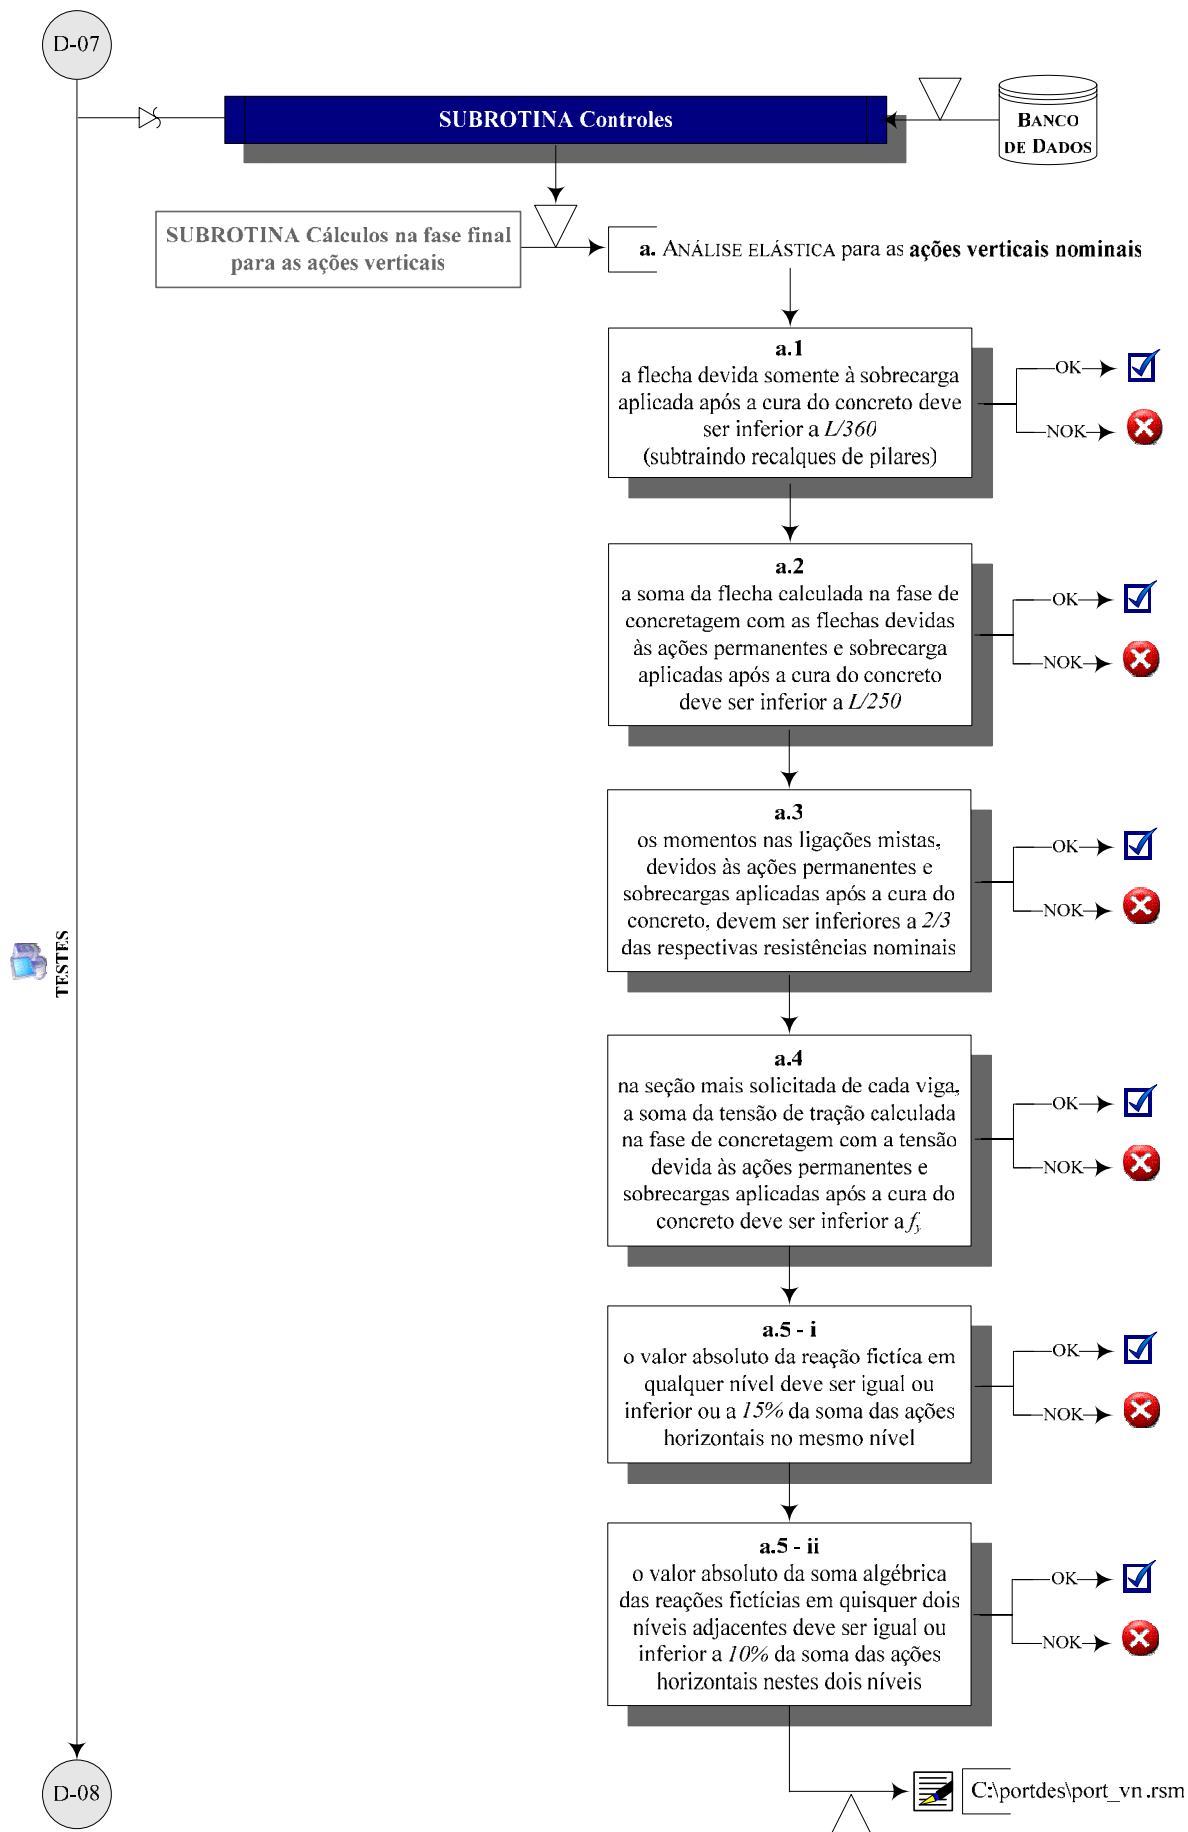 D-07
SUBROTINA Controles
BANCO
DE DADOS
SUBROTINA Cálculos na fase final
para as ações verticais
a. ANÁLISE ELÁSTICA para as ações verticais nominais
a.1
a flecha devida somente à sobrecarga
aplicada após a cura do concreto deve
ser inferior a L/360
(subtraindo recalques de pilares)
OK
NOK
a.2
a soma da flecha calculada na fase de
concretagem com as flechas devidas
às ações permanentes e sobrecarga
aplicadas após a cura do concreto
deve ser inferior a L/250
OK
NOK
a.3
os momentos nas ligações mistas,
devidos às ações permanentes e
sobrecargas aplicadas após a cura do
concreto, devem ser inferiores a 2/3
das respectivas resistências nominais
OK
NOK
TESTES
a.4
na seção mais solicitada de cada viga,
a soma da tensão de tração calculada
na fase de concretagem com a tensão
devida às ações permanentes e
sobrecargas aplicadas após a cura do
concreto deve ser inferior a fy
OK
NOK
a.5 - i
o valor absoluto da reação fictíca em
qualquer nível deve ser igual ou
inferior ou a 15% da soma das ações
horizontais no mesmo nível
OK
NOK
a.5 - ii
o valor absoluto da soma algébrica
das reações fictícias em quisquer dois
níveis adjacentes deve ser igual ou
inferior a 10% da soma das ações
horizontais nestes dois níveis
OK
NOK
D-08
C:\portdes\port_vn.rsm